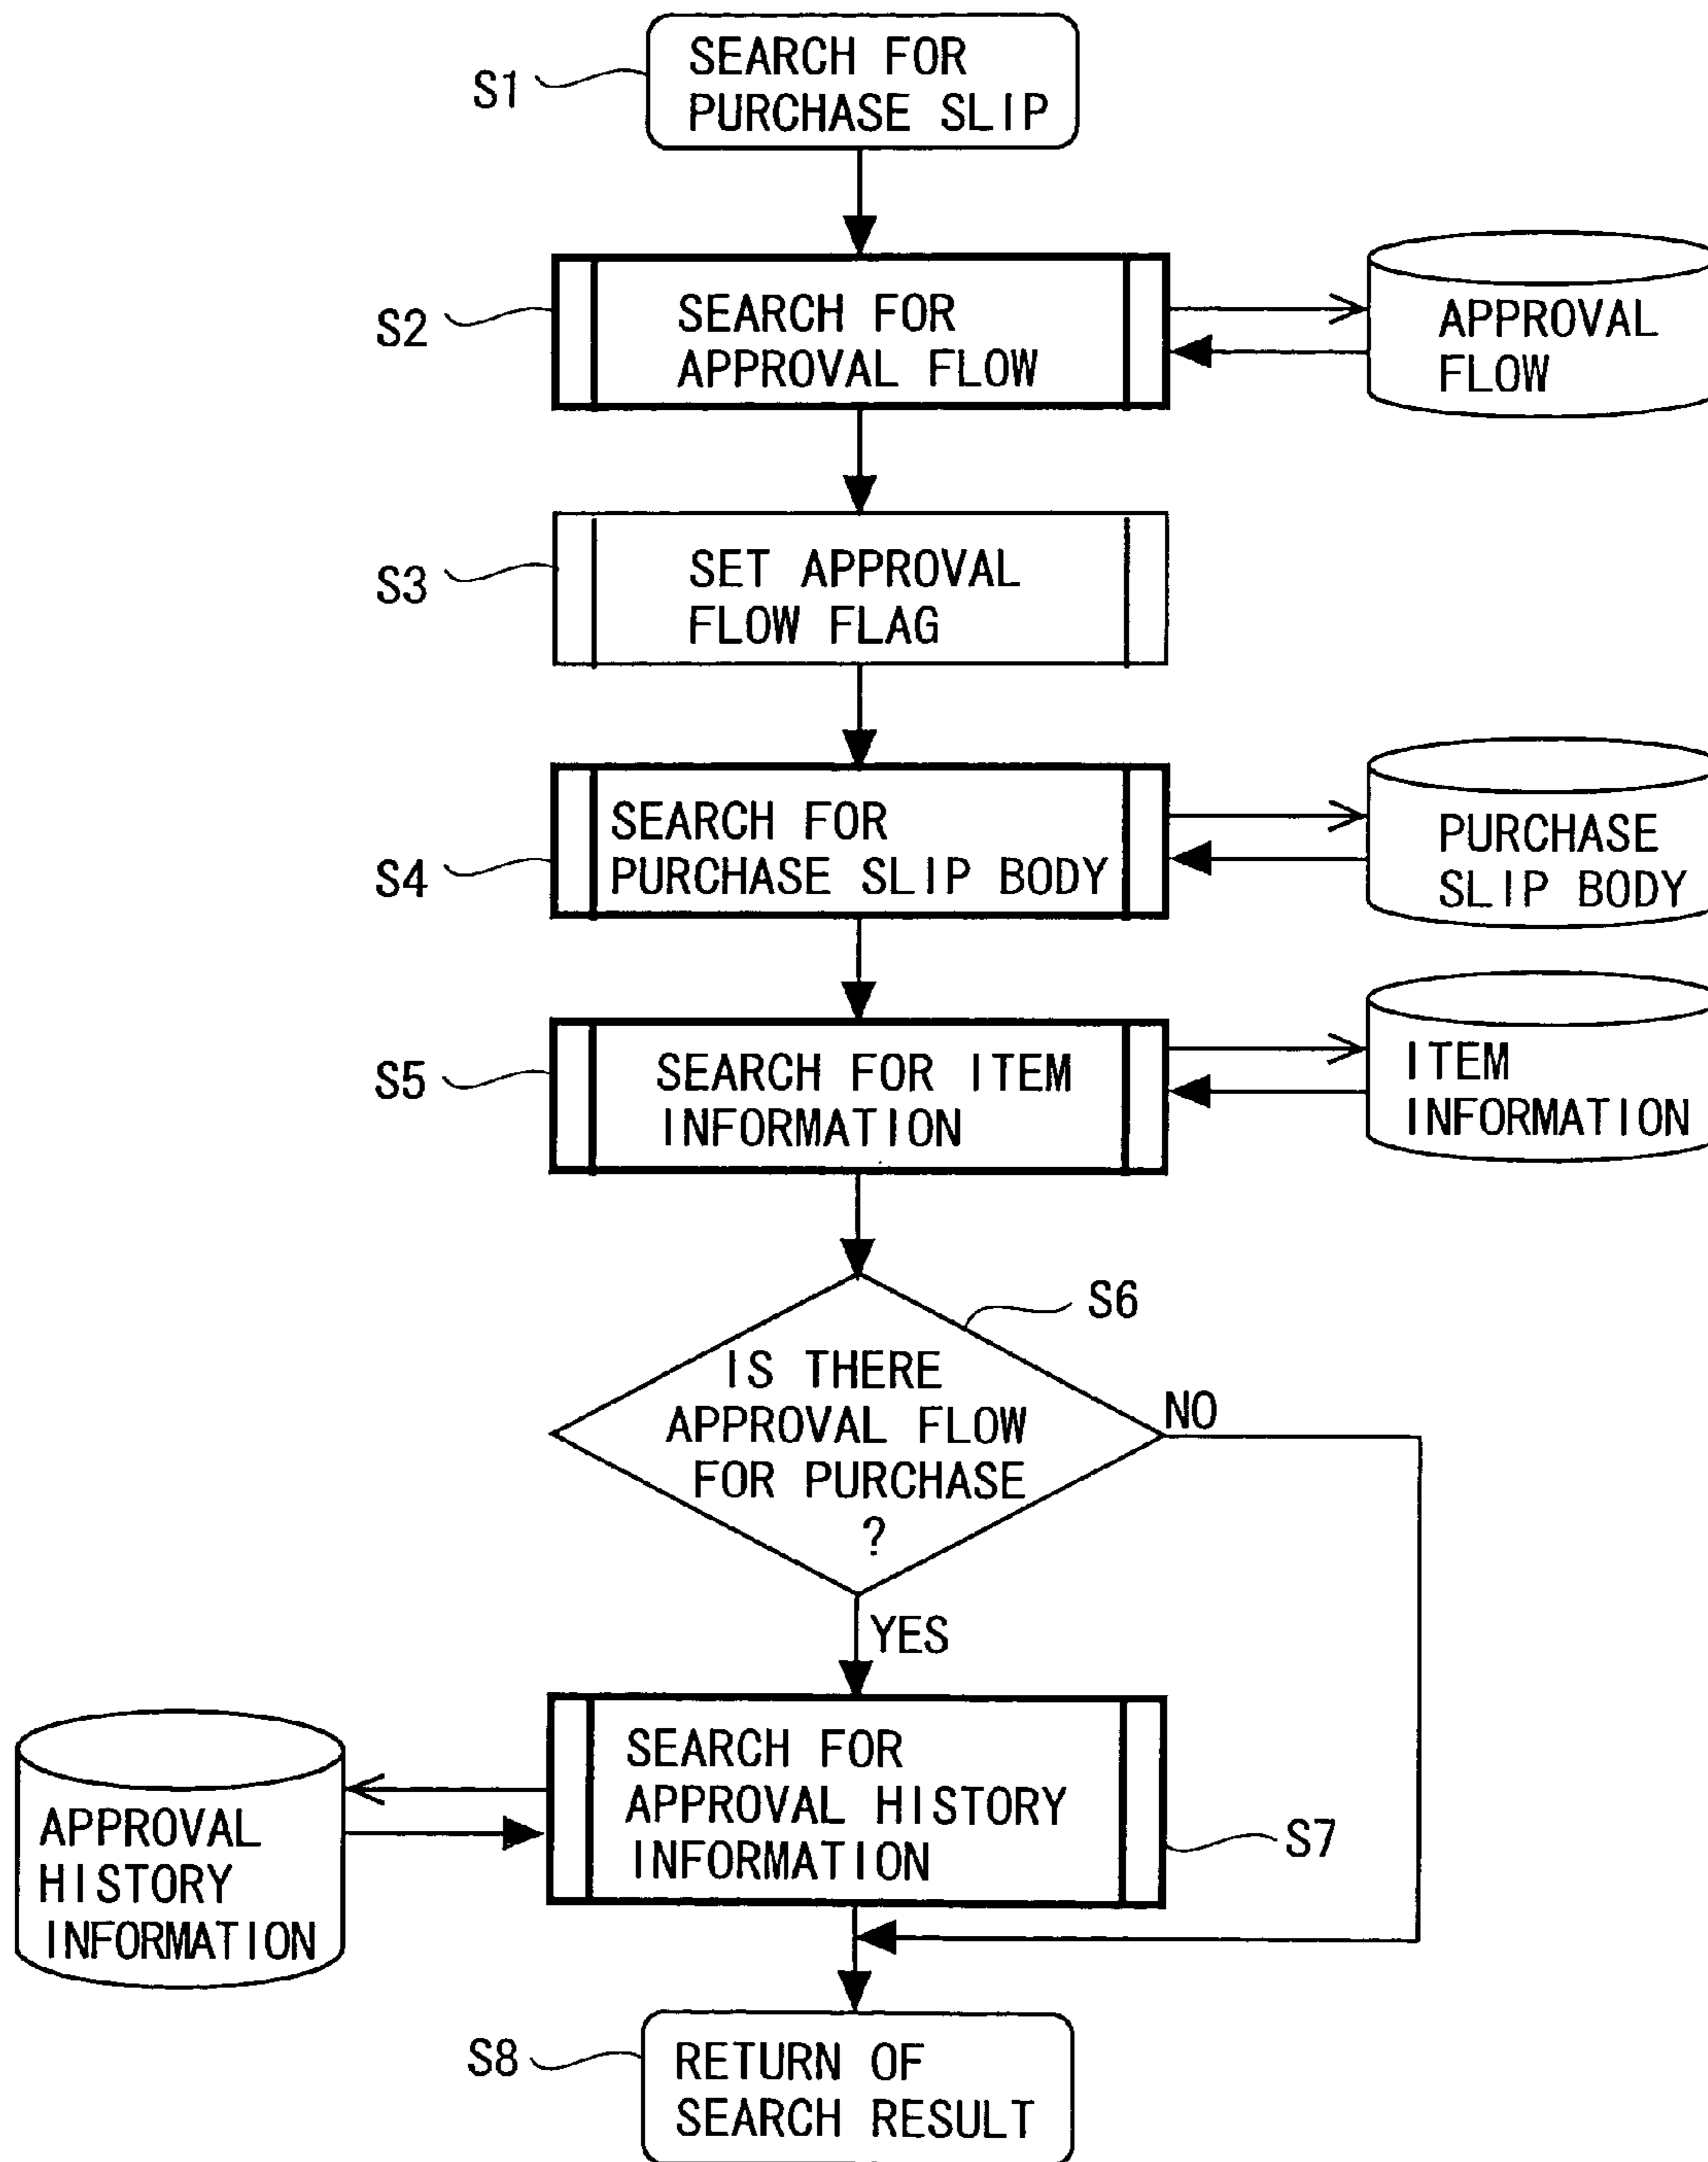 S1
SEARCH FOR
PURCHASE SLIP
S2
SEARCH FOR
APPROVAL FLOW
APPROVAL
FLOW
S3
SET APPROVAL
FLOW FLAG
S4
SEARCH FOR
PURCHASE SLIP BODY
PURCHASE
SLIP BODY
S5
SEARCH FOR ITEM
INFORMATION
ITEM
INFORMATION
S6
IS THERE
APPROVAL FLOW
FOR PURCHASE
?
NO
YES
SEARCH FOR
APPROVAL HISTORY
INFORMATION
S7
APPROVAL
HISTORY
INFORMATION
S8
RETURN OF
SEARCH RESULT